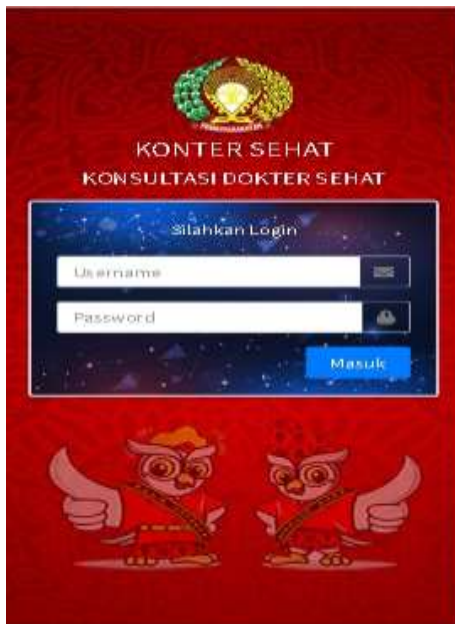 KONTER SEHAT
KONSULTASI DOKTER SEHAT
Silahkan Login
Username
Password
Masuk